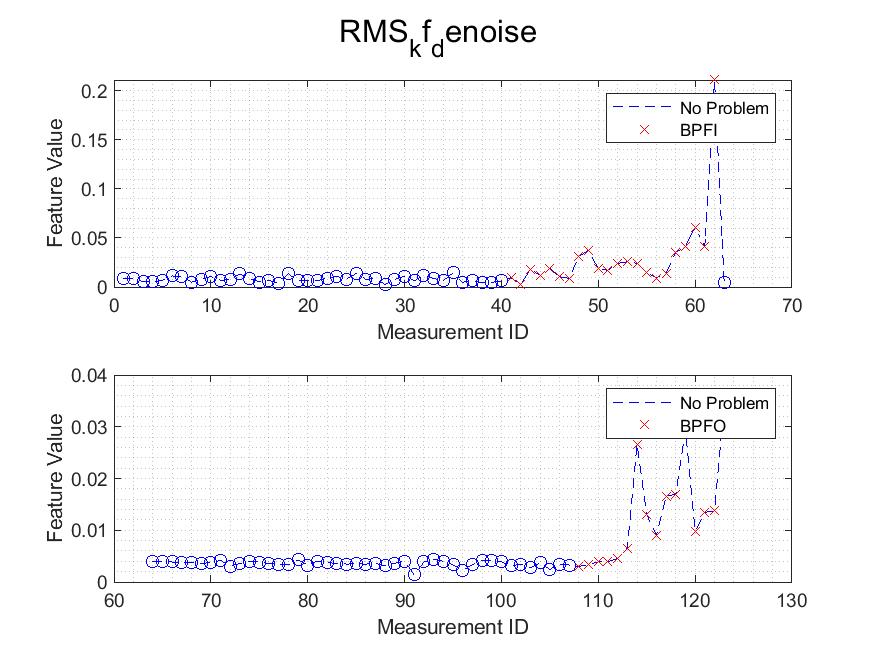 RMSkfdenoise
No Problem
BPFI
0.2
0.15
0.1
0.05
0
Feature Value
0 10 20 30 40 50 60 70
Measurement ID
No Problem
BPFO
0.04
0.03
0.02
0.01
0
Feature Value
60 70 80 90 100 110 120 130
Measurement ID